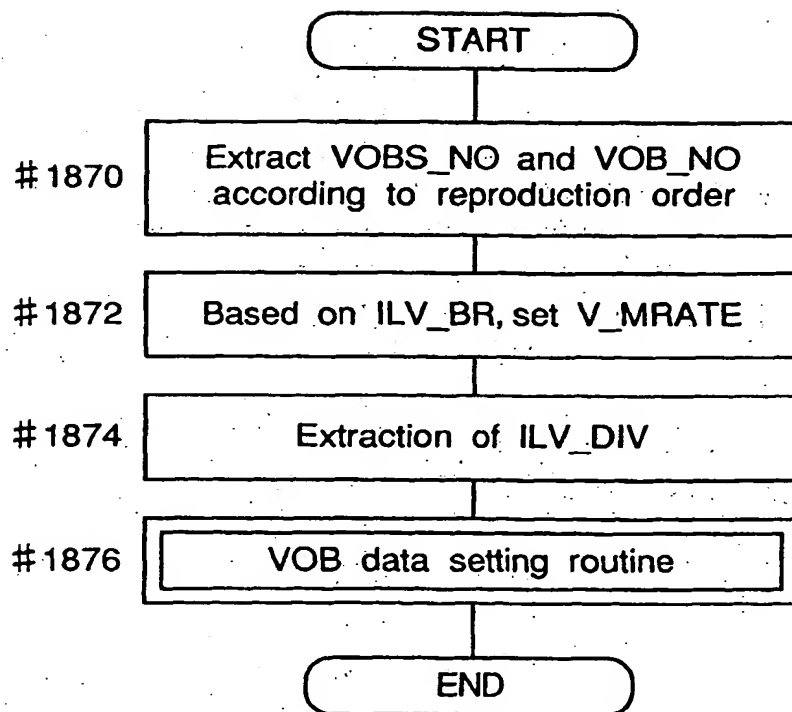 START
#1870
Extract VOBS_NO and VOB_NO
according to reproduction order
#1872
Based on ILV_BR, set V_MRATE
#1874
Extraction of ILV_DIV
#1876
VOB data setting routine
END